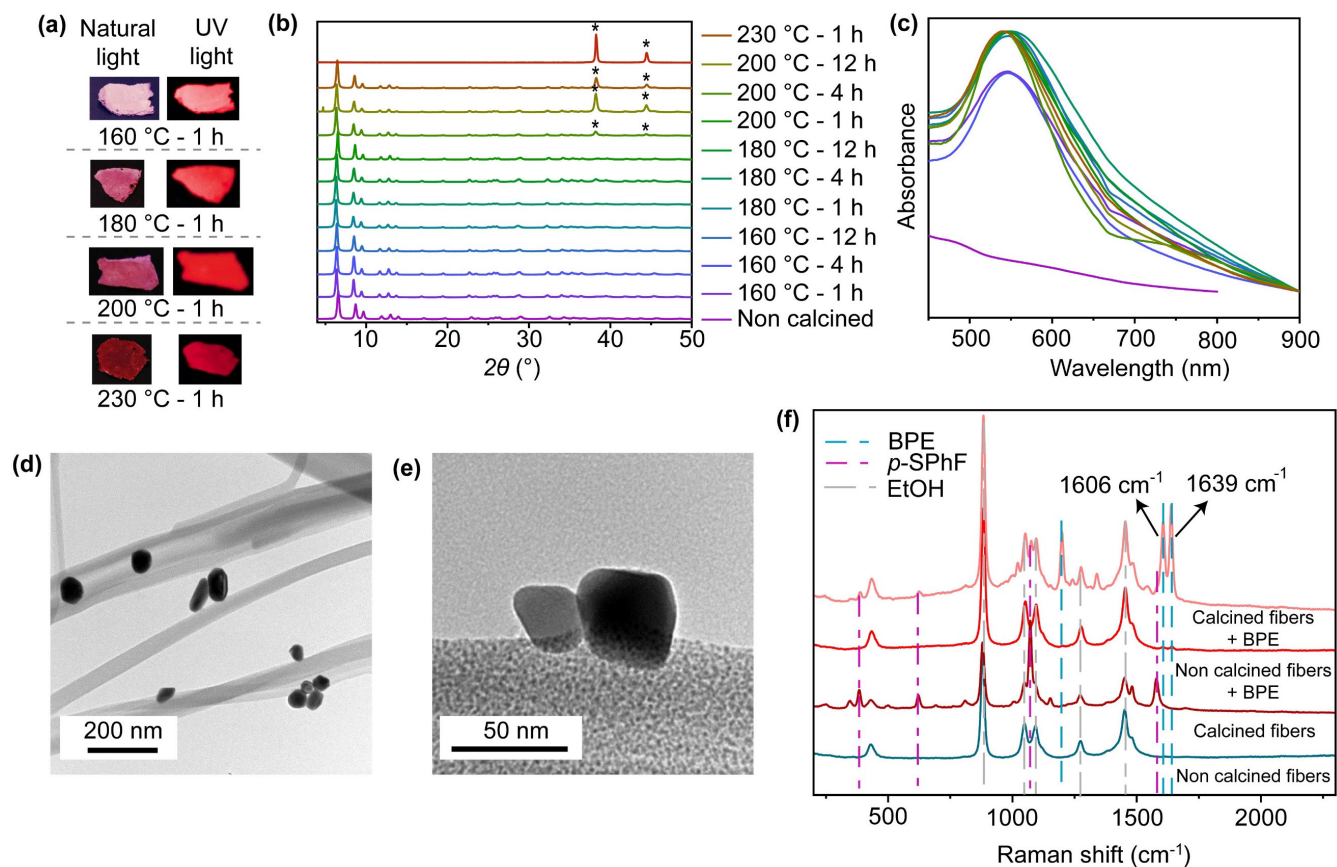 (a)
Natural light
UV light
160 °C - 1 h
180 °C - 1 h
200 °C - 1 h
230 °C - 1 h
(b)
* *
* *
* *
* *
10 20 30 40 50
2θ (°)
230 °C - 1 h
200 °C - 12 h
200 °C - 4 h
200 °C - 1 h
180 °C - 12 h
180 °C - 4 h
180 °C - 1 h
160 °C - 12 h
160 °C - 4 h
160 °C - 1 h
Non calcined
(c)
Absorbance
500 600 700 800 900
Wavelength (nm)
(d)
200 nm
(e)
50 nm
(f)
BPE
p-SPhF
EtOH
1606 cm⁻¹
1639 cm⁻¹
Calcined fibers
+ BPE
Non calcined fibers
+ BPE
Calcined fibers
Non calcined fibers
500 1000 1500 2000
Raman shift (cm⁻¹)